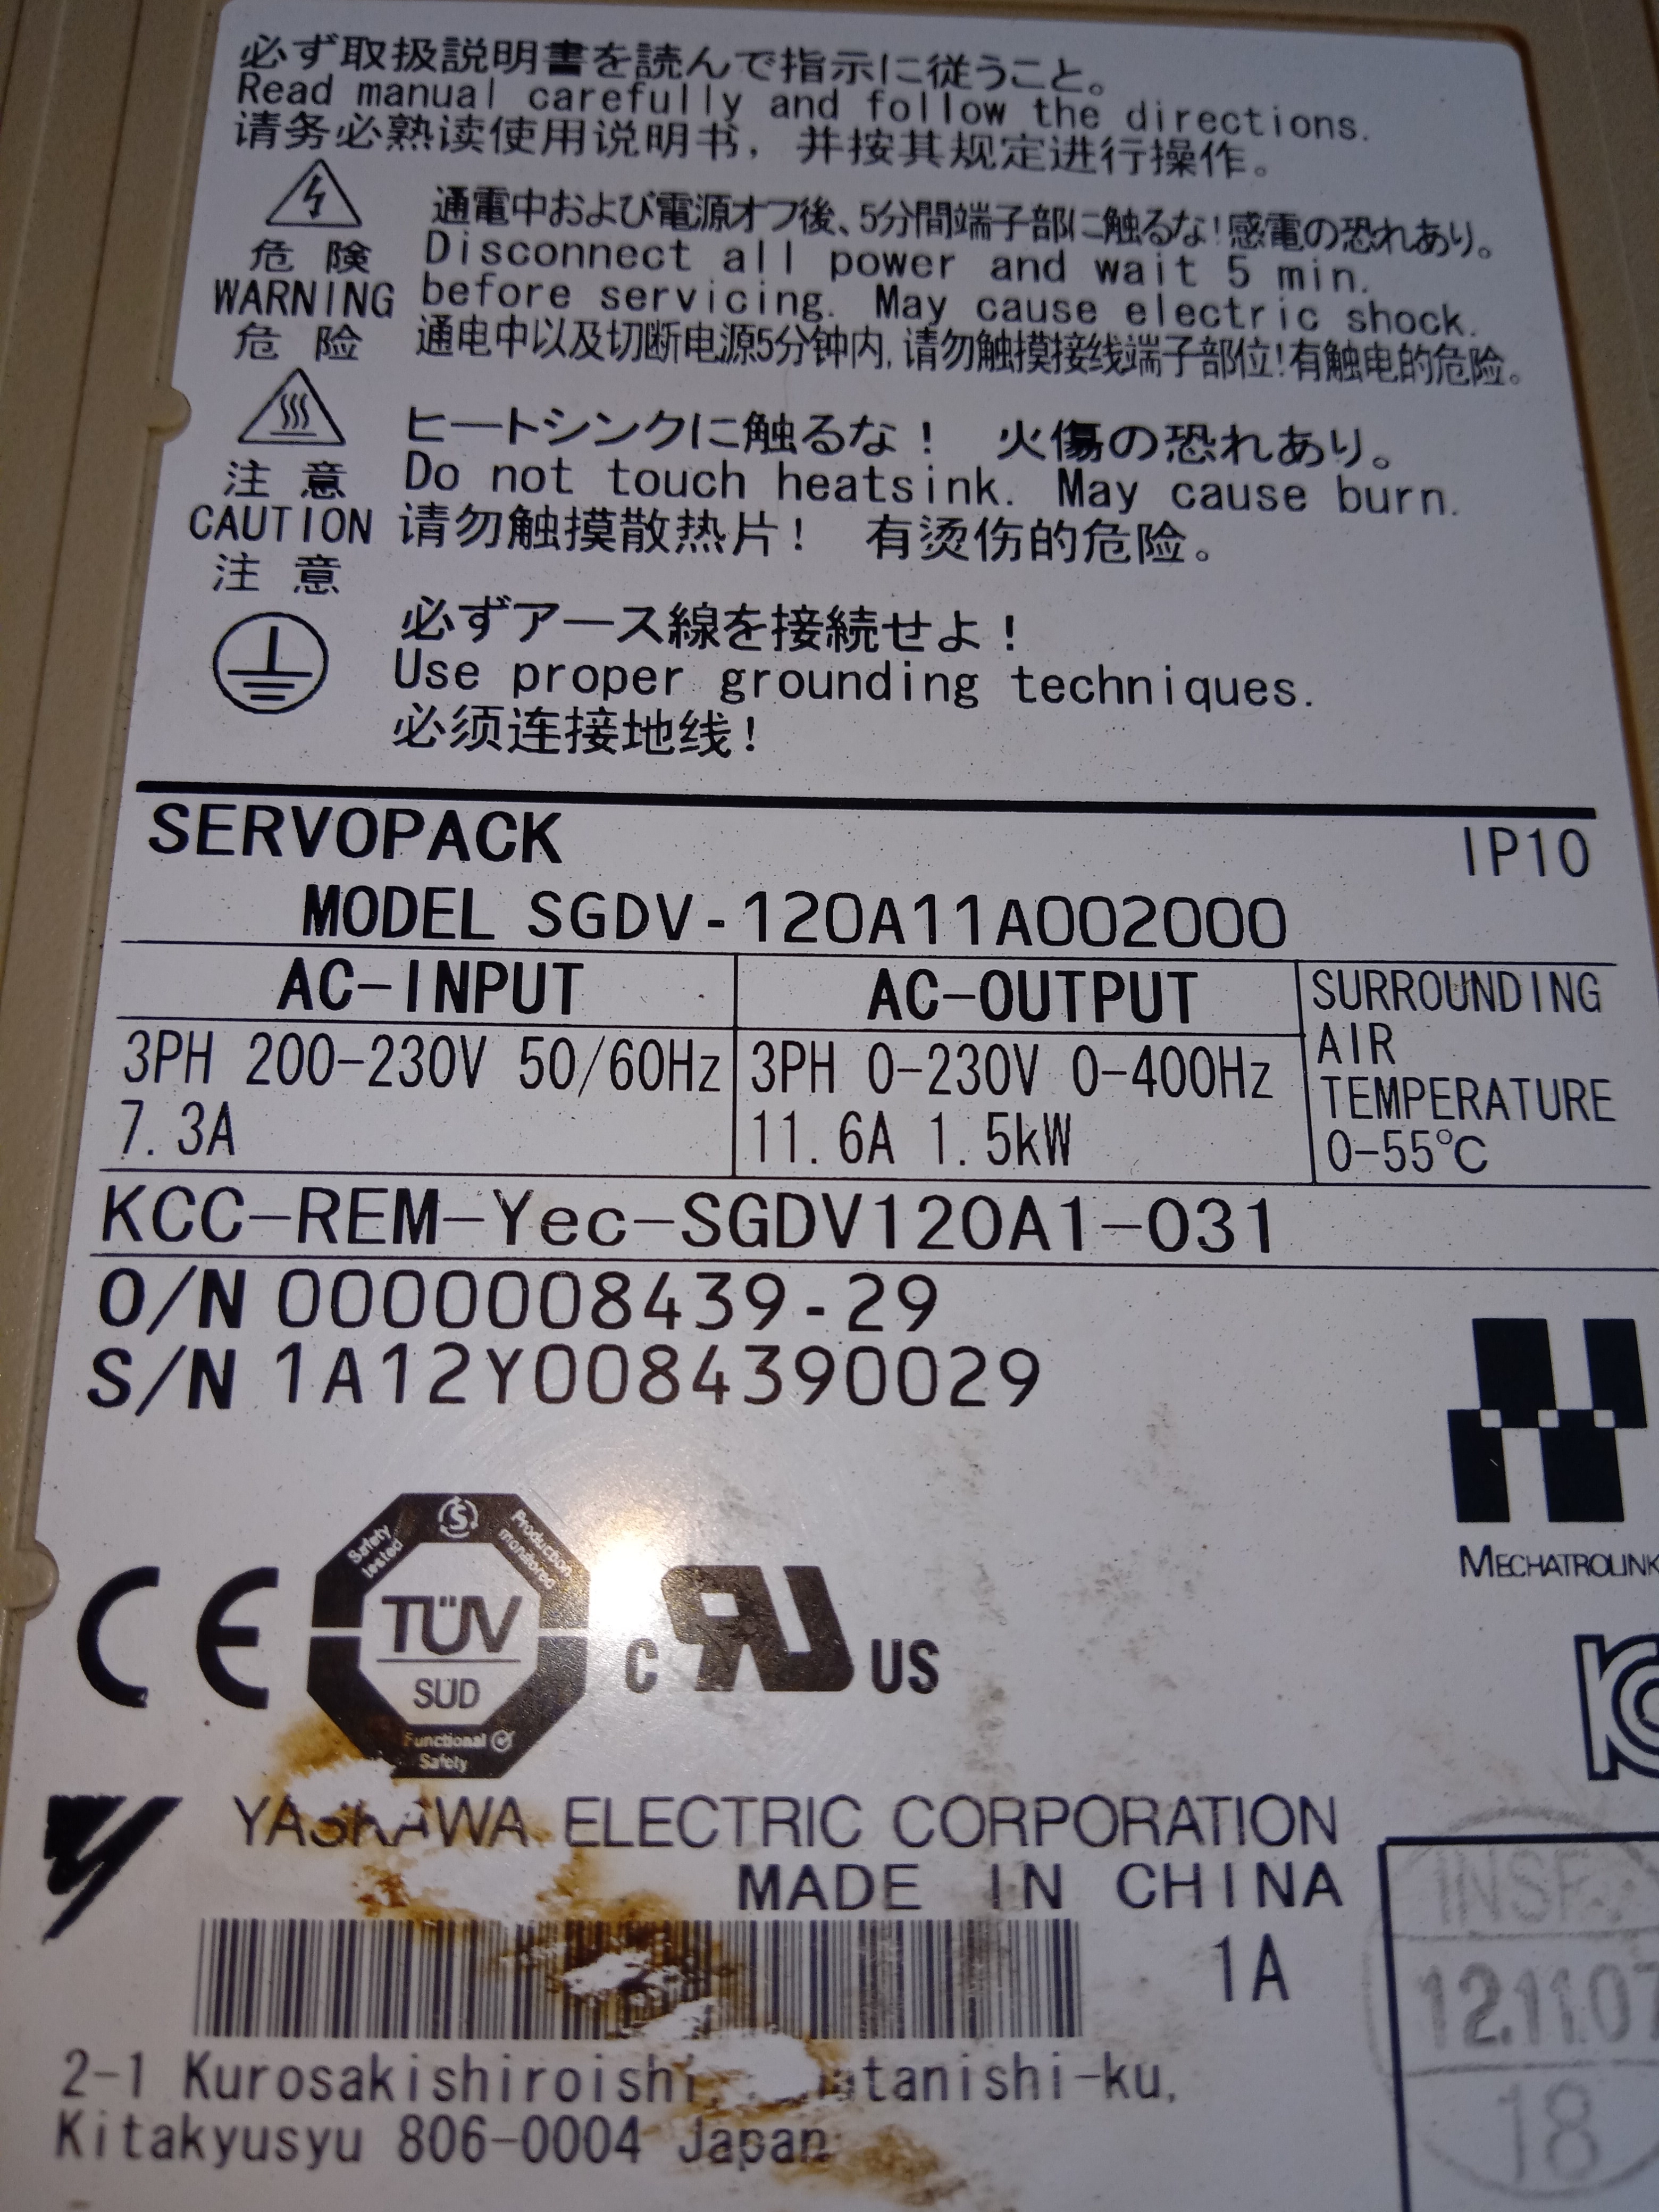 必ず取扱説明書を読んで指示に従うこと。
Read manual carefully and follow the directions.
请务必熟读使用说明书，并按其规定进行操作。
危 険
WARNING
危 险
通電中および電源オフ後、5分間端子部に触るな！感電の恐れあり。
Disconnect all power and wait 5 min.
before servicing. May cause electric shock.
通电中以及切断电源5分钟内，请勿触摸接线端子部位！有触电的危险。
注 意
CAUTION
注 意
ヒートシンクに触るな！ 火傷の恐れあり。
Do not touch heatsink. May cause burn.
请勿触摸散热片！ 有烫伤的危险。
必ずアース線を接続せよ！
Use proper grounding techniques.
必须连接地线！
SERVOPACK IP10
MODEL SGDV-120A11A002000
AC-INPUT
3PH 200-230V 50/60Hz
7.3A
AC-OUTPUT
3PH 0-230V 0-400Hz
11.6A 1.5kW
SURROUNDING
AIR
TEMPERATURE
0-55℃
KCC-REM-Yec-SGDV120A1-031
O/N 0000008439-29
S/N 1A12Y0084390029
MECHATROLINK
CE
Safety tested
Production monitored
TÜV
SÜD
Functional
Safety
C RU US
YASKAWA ELECTRIC CORPORATION
MADE IN CHINA
1A
INSP.
12.11.07
18
2-1 Kurosakishiroishi,
Kitakyusyu 806-0004 Japan